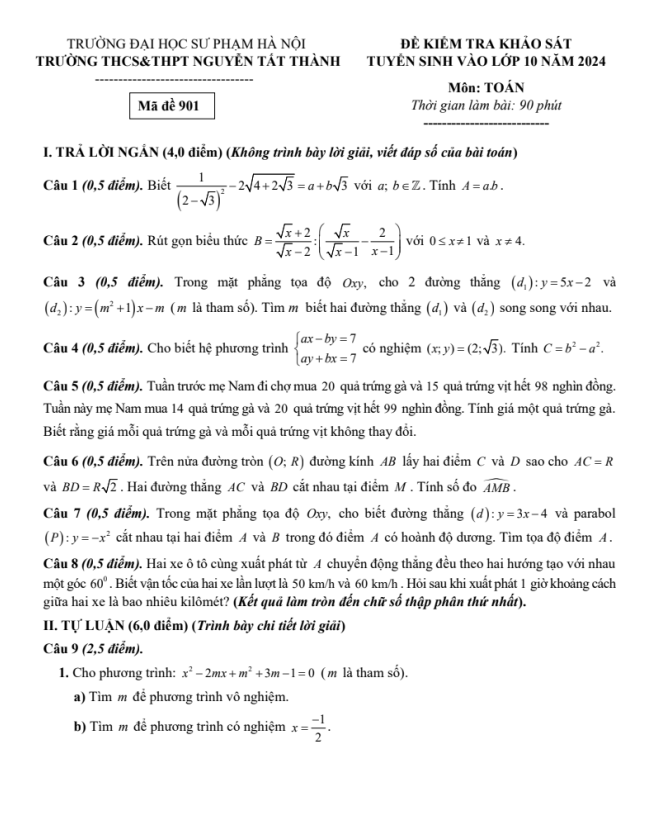 TRƯỜNG ĐẠI HỌC SƯ PHẠM HÀ NỘI
TRƯỜNG THCS&THPT NGUYỄN TẤT THÀNH
Mã đề 901
ĐỀ KIỂM TRA KHẢO SÁT
TUYỂN SINH VÀO LỚP 10 NĂM 2024
Môn: TOÁN
Thời gian làm bài: 90 phút
I. TRẢ LỜI NGẮN (4,0 điểm) (Không trình bày lời giải, viết đáp số của bài toán)
Câu 1 (0,5 điểm). Biết \frac{1}{(2-\sqrt{3})^2} - 2\sqrt{4+2\sqrt{3}} = a+b\sqrt{3} với a; b∈ℤ. Tính A = a.b .
Câu 2 (0,5 điểm). Rút gọn biểu thức B = \frac{\sqrt{x}+2}{\sqrt{x}-2} : \left(\frac{\sqrt{x}}{\sqrt{x}-1} - \frac{2}{x-1}\right) với 0 ≤ x ≠ 1 và x ≠ 4.
Câu 3 (0,5 điểm). Trong mặt phẳng tọa độ Oxy, cho 2 đường thẳng (d₁): y = 5x − 2 và
(d₂): y = (m² + 1)x − m ( m là tham số). Tìm m biết hai đường thẳng (d₁) và (d₂) song song với nhau.
Câu 4 (0,5 điểm). Cho biết hệ phương trình \begin{cases} ax-by=7 \\ ay+bx=7 \end{cases} có nghiệm (x; y) = (2; √3). Tính C = b² − a².
Câu 5 (0,5 điểm). Tuần trước mẹ Nam đi chợ mua 20 quả trứng gà và 15 quả trứng vịt hết 98 nghìn đồng.
Tuần này mẹ Nam mua 14 quả trứng gà và 20 quả trứng vịt hết 99 nghìn đồng. Tính giá một quả trứng gà.
Biết rằng giá mỗi quả trứng gà và mỗi quả trứng vịt không thay đổi.
Câu 6 (0,5 điểm). Trên nửa đường tròn (O; R) đường kính AB lấy hai điểm C và D sao cho AC = R
và BD = R√2 . Hai đường thẳng AC và BD cắt nhau tại điểm M . Tính số đo \widehat{AMB} .
Câu 7 (0,5 điểm). Trong mặt phẳng tọa độ Oxy, cho biết đường thẳng (d): y = 3x − 4 và parabol
(P): y = −x² cắt nhau tại hai điểm A và B trong đó điểm A có hoành độ dương. Tìm tọa độ điểm A .
Câu 8 (0,5 điểm). Hai xe ô tô cùng xuất phát từ A chuyển động thẳng đều theo hai hướng tạo với nhau
một góc 60⁰ . Biết vận tốc của hai xe lần lượt là 50 km/h và 60 km/h . Hỏi sau khi xuất phát 1 giờ khoảng cách
giữa hai xe là bao nhiêu kilômét? (Kết quả làm tròn đến chữ số thập phân thứ nhất).
II. TỰ LUẬN (6,0 điểm) (Trình bày chi tiết lời giải)
Câu 9 (2,5 điểm).
1. Cho phương trình: x² − 2mx + m² + 3m − 1 = 0 ( m là tham số).
a) Tìm m để phương trình vô nghiệm.
b) Tìm m để phương trình có nghiệm x = \frac{-1}{2} .